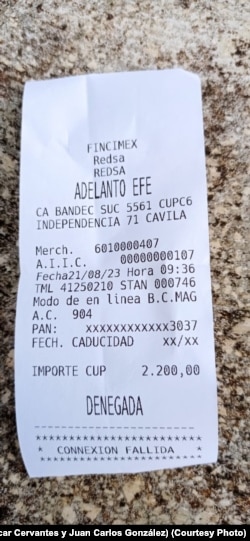 FINCIMEX
Redsa
REDSA
ADELANTO EFE
CA BANDEC SUC 5561 CUPC6
INDEPENDENCIA 71 CAVILA
Merch. 6010000407
A.I.I.C. 00000000107
Fecha21/08/23 Hora 09:36
TML 41250210 STAN 000746
Modo de en linea B.C.MAG
A.C. 904
PAN: xxxxxxxxxxxx3037
FECH. CADUCIDAD xx/xx
IMPORTE CUP 2.200,00
DENEGADA
------------------------
* * * * * * * * * * * * * * * * *
* CONNEXION FALLIDA *
* * * * * * * * * * * * * * * * *
car Cervantes y Juan Carlos González) (Courtesy Photo)